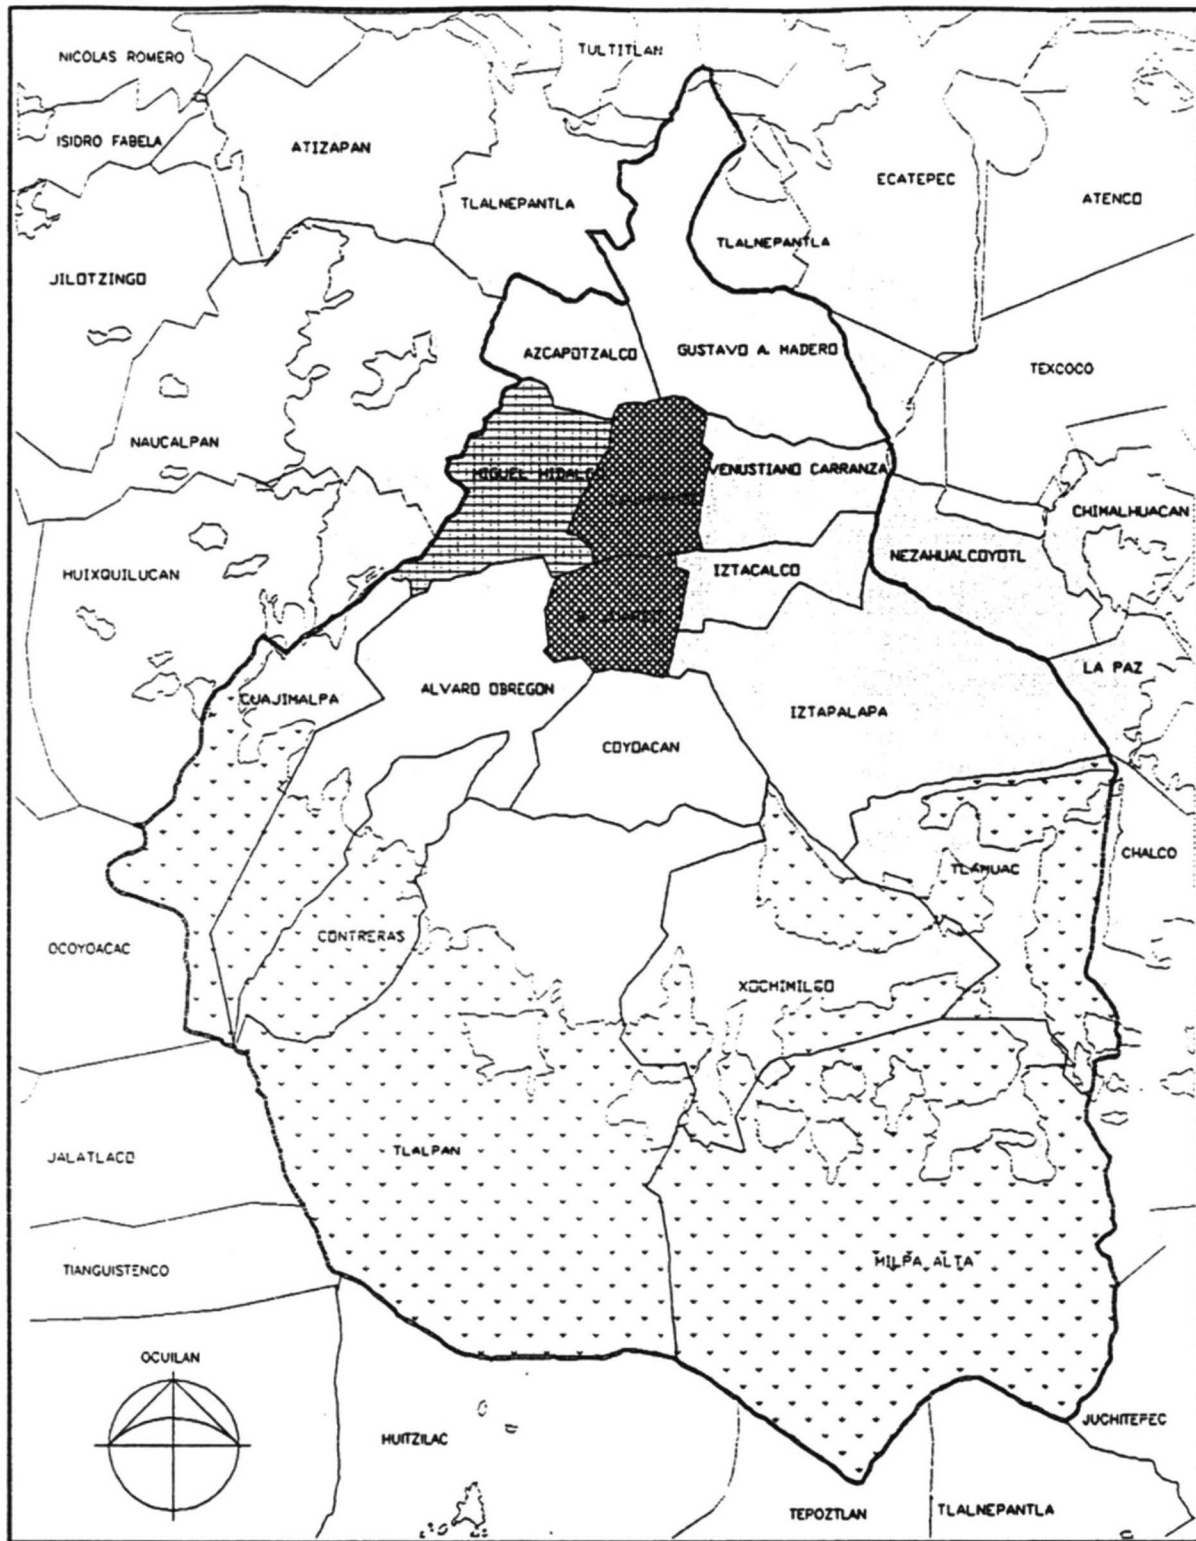 NICOLAS ROMERO
TULTITLAN
ISIDRO FABELA
ATIZAPAN
ECATEPEC
ATENCO
TLALNEPANTLA
TLALNEPANTLA
JILOTZINGO
AZCAPOTZALCO
GUSTAVO A. MADERO
TEXCOCO
NAUCALPAN
MIGUEL HIDALG
VENUSTIANO CARRANZA
CHIMALHUACAN
HUIXQUILUCAN
IZTACALCO
NEZAHUALCOYOTL
LA PAZ
CUAJIMALPA
ALVARO OBREGON
IZTAPALAPA
COYOACAN
CHALCO
TLAHUAC
OCOYOACAC
CONTRERAS
XOCHIMILCO
JALATLACO
TLALPAN
TIANGUISTENCO
MILPA ALTA
OCUILAN
HUITZILAC
JUCHITEPEC
TEPOZTLAN
TLALNEPANTLA